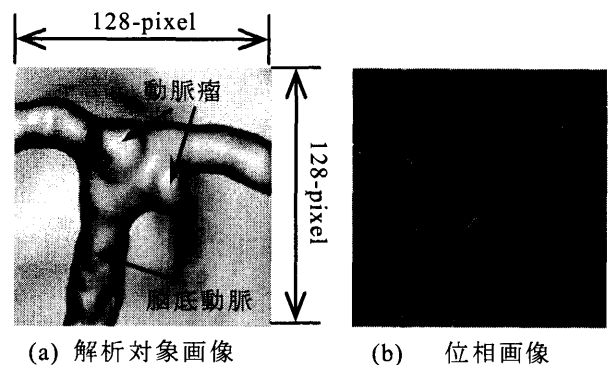 128-pixel
動脈瘤
128-pixel
脳底動脈
(a) 解析対象画像
(b) 位相画像